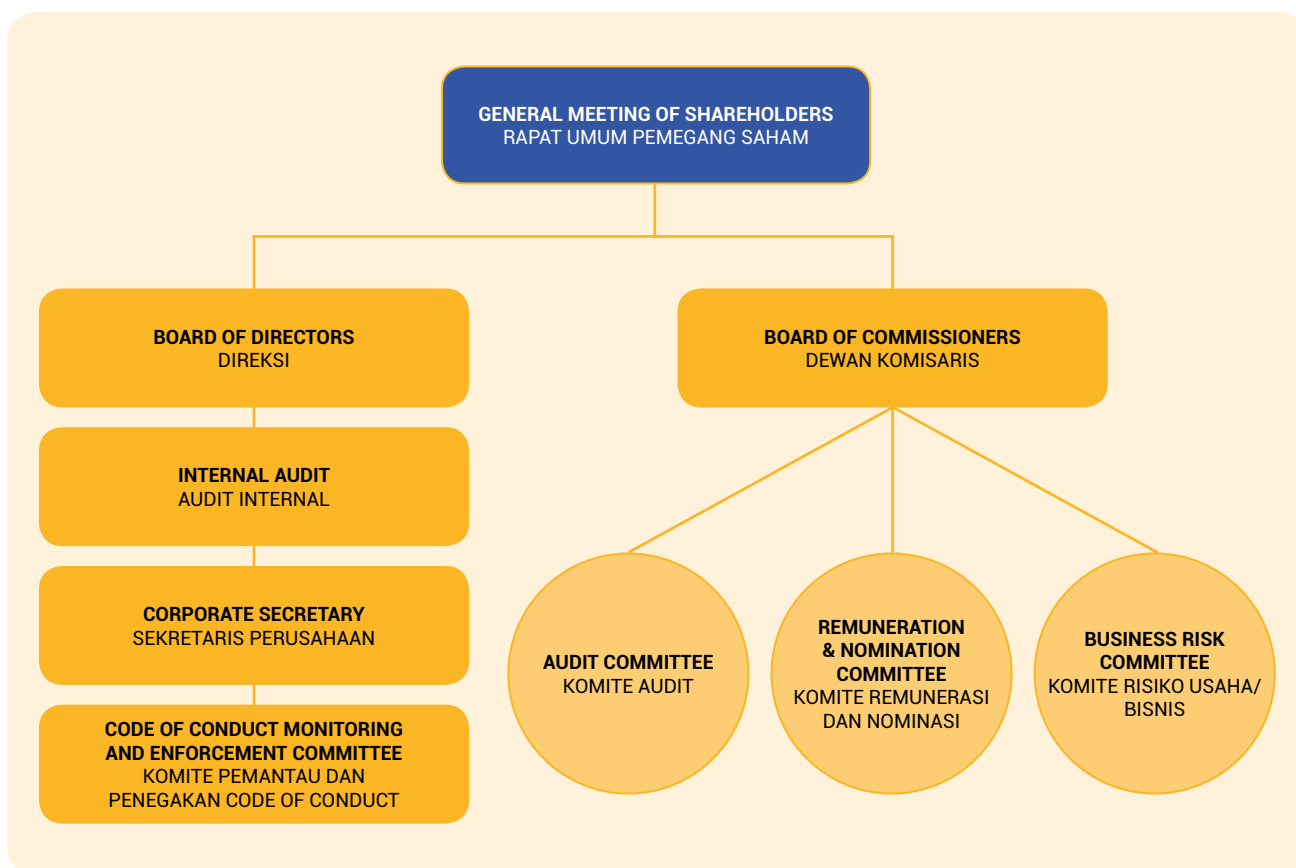 GENERAL MEETING OF SHAREHOLDERS
RAPAT UMUM PEMEGANG SAHAM
BOARD OF DIRECTORS
DIREKSI
BOARD OF COMMISSIONERS
DEWAN KOMISARIS
INTERNAL AUDIT
AUDIT INTERNAL
CORPORATE SECRETARY
SEKRETARIS PERUSAHAAN
CODE OF CONDUCT MONITORING
AND ENFORCEMENT COMMITTEE
KOMITE PEMANTAU DAN
PENEGAKAN CODE OF CONDUCT
AUDIT COMMITTEE
KOMITE AUDIT
REMUNERATION
& NOMINATION
COMMITTEE
KOMITE REMUNERASI
DAN NOMINASI
BUSINESS RISK
COMMITTEE
KOMITE RISIKO USAHA/
BISNIS